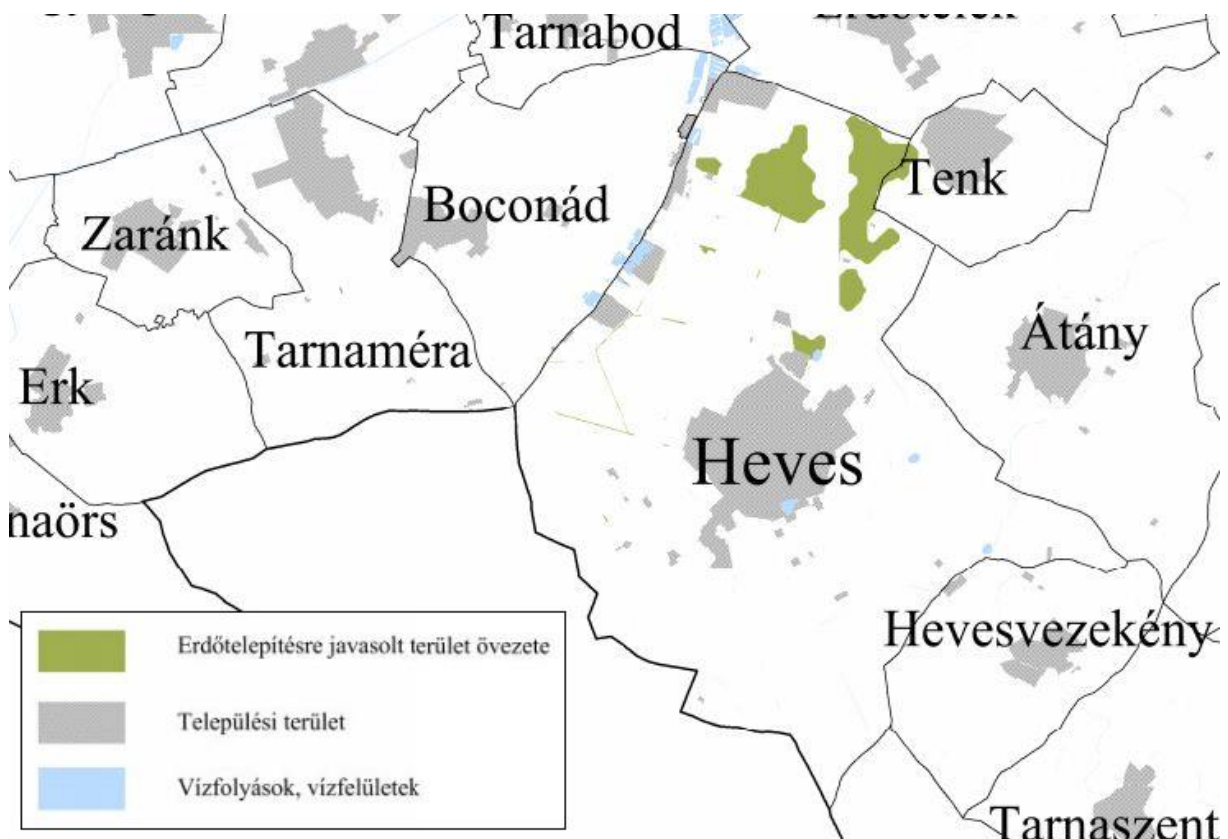 Tarnabod
Erdőtelek
Tenk
Boconád
Zaránk
Átány
Tarnaméra
Erk
Heves
naörs
Hevesvezekény
Erdőtelepítésre javasolt terület övezete
Települési terület
Vízfolyások, vízfelületek
Tarnaszent